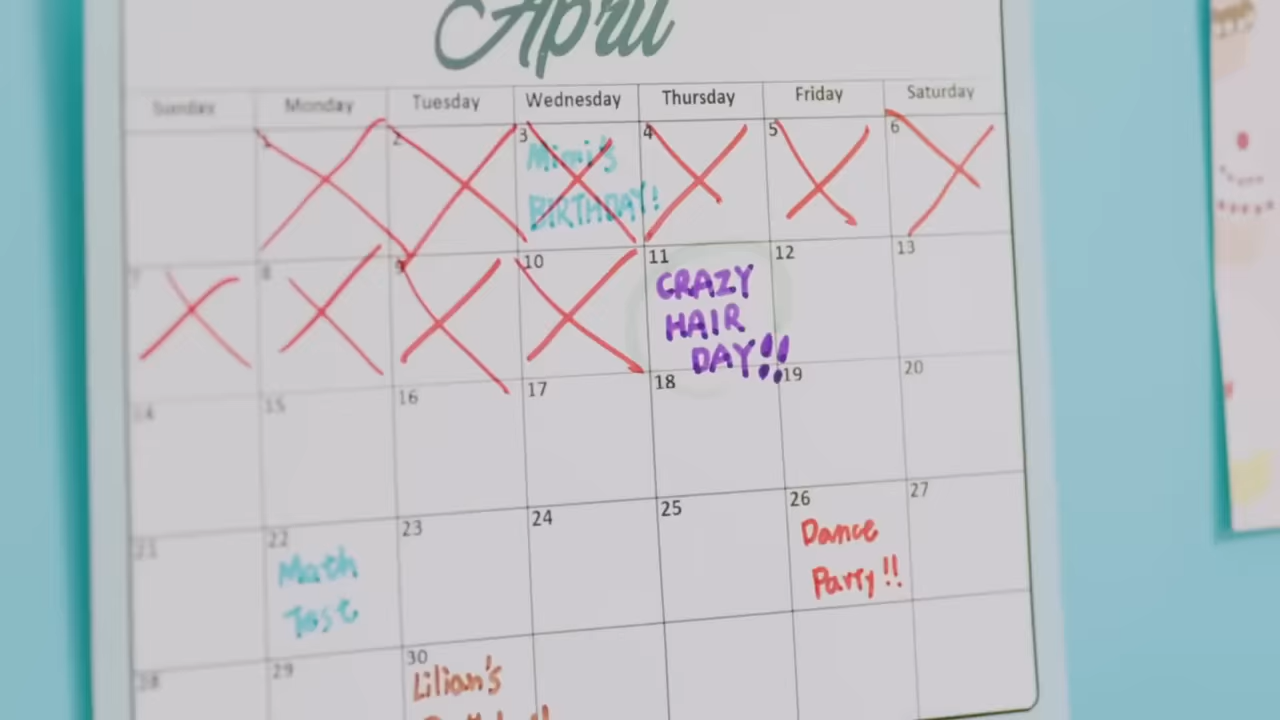 April
Sunday Monday Tuesday Wednesday Thursday Friday Saturday
1 2 3 4 5 6
Mimi's
BIRTHDAY!
7 8 9 10 11 12 13
CRAZY
HAIR
DAY!!
14 15 16 17 18 19 20
21 22 23 24 25 26 27
Math
Test
Dance
Party!!
28 29 30
Lilian's